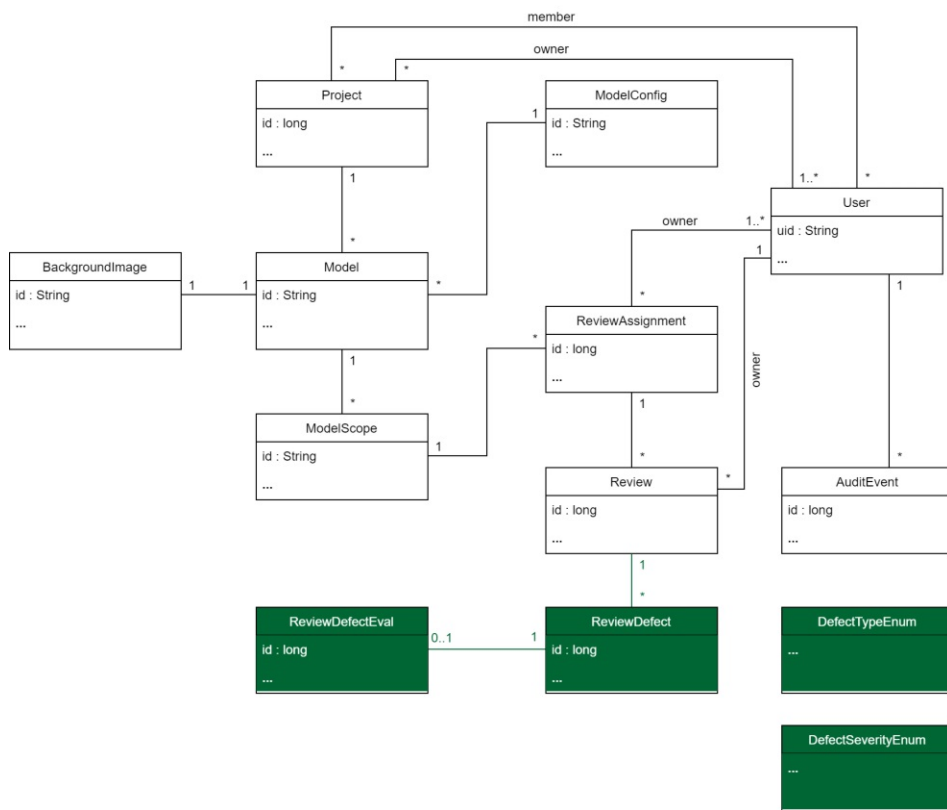 member
owner
*
*
Project
id : long
...
1
ModelConfig
id : String
...
1
*
1..*
*
User
uid : String
...
owner
1..*
1
1
*
BackgroundImage
id : String
...
1
1
Model
id : String
...
*
1
*
ReviewAssignment
id : long
...
*
1
owner
*
ModelScope
id : String
...
1
*
Review
id : long
...
*
1
*
AuditEvent
id : long
...
*
ReviewDefectEval
id : long
...
0..1
1
ReviewDefect
id : long
...
DefectTypeEnum
...
DefectSeverityEnum
...